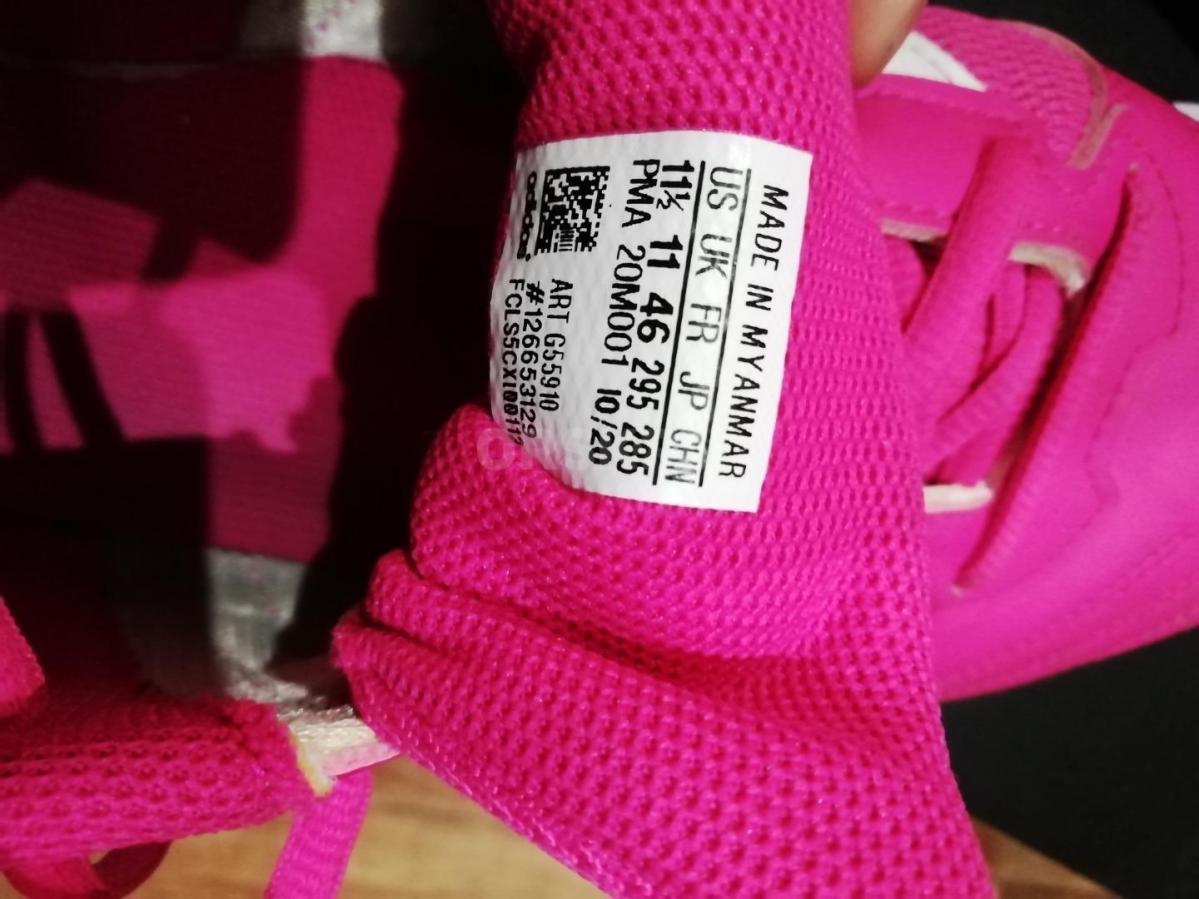 MADE IN MYANMAR
US UK FR JP CHN
11½ 11 46 295 285
PMA 20M001 10/20
adidas
ART G55910
#126653129